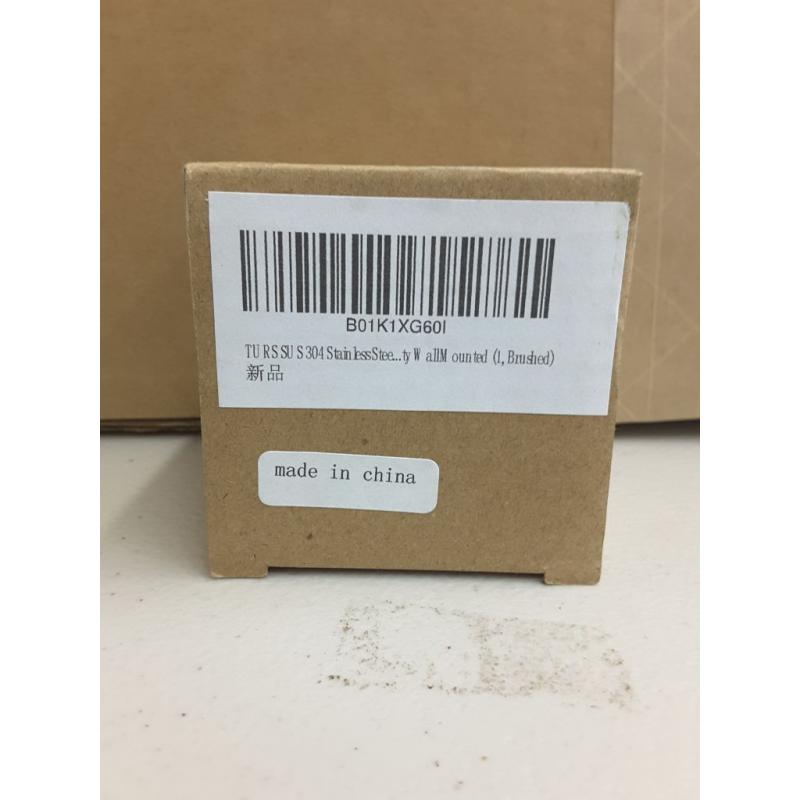 B01K1XG60I
TURS SUS 304 Stainless Stee...ty Wall Mounted (1, Brushed)
新品
made in china